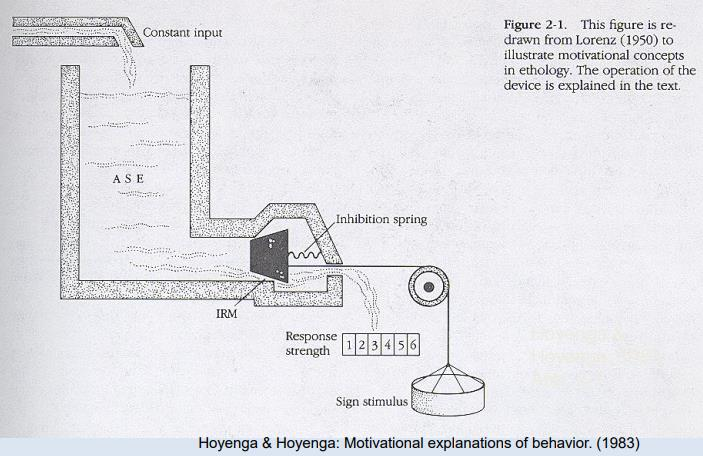 Constant input
Figure 2-1. This figure is re-
drawn from Lorenz (1950) to
illustrate motivational concepts
in ethology. The operation of the
device is explained in the text.
A S E
Inhibition spring
IRM
Response
strength
1 2 3 4 5 6
Sign stimulus
Hoyenga & Hoyenga: Motivational explanations of behavior. (1983)